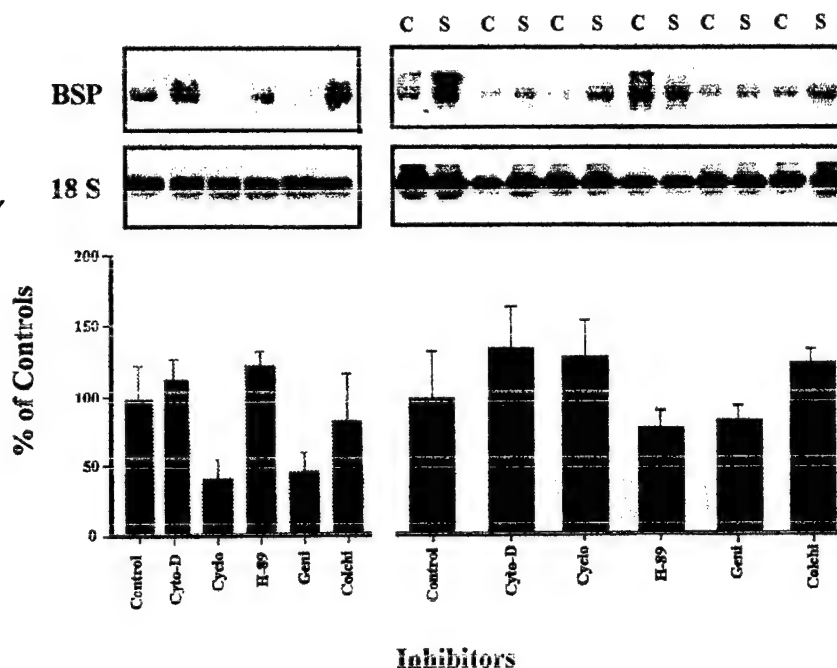 C S C S C S C S C S C S
BSP
18 S
% of Controls
200
150
100
50
0
Control Cyto-D Cyclo H-89 Geni Colchi
Control Cyto-D Cyclo H-89 Geni Colchi
Inhibitors